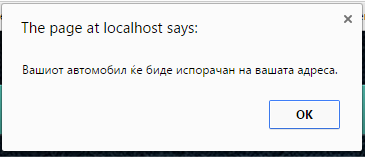 The page at localhost says:
Вашиот автомобил ќе биде испорачан на вашата адреса.
OK